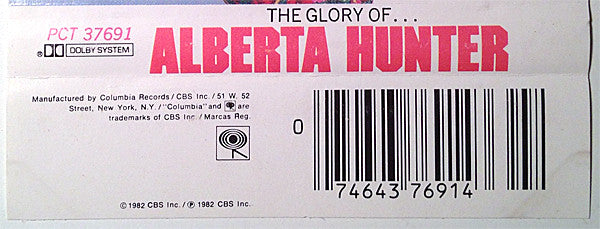 THE GLORY OF...
PCT 37691
ALBERTA HUNTER
DOLBY SYSTEM
Manufactured by Columbia Records / CBS Inc. / 51 W. 52
Street, New York, N.Y. / "Columbia" and are
trademarks of CBS Inc. / Marcas Reg.
0
74643 76914
© 1982 CBS Inc. / ℗ 1982 CBS Inc.